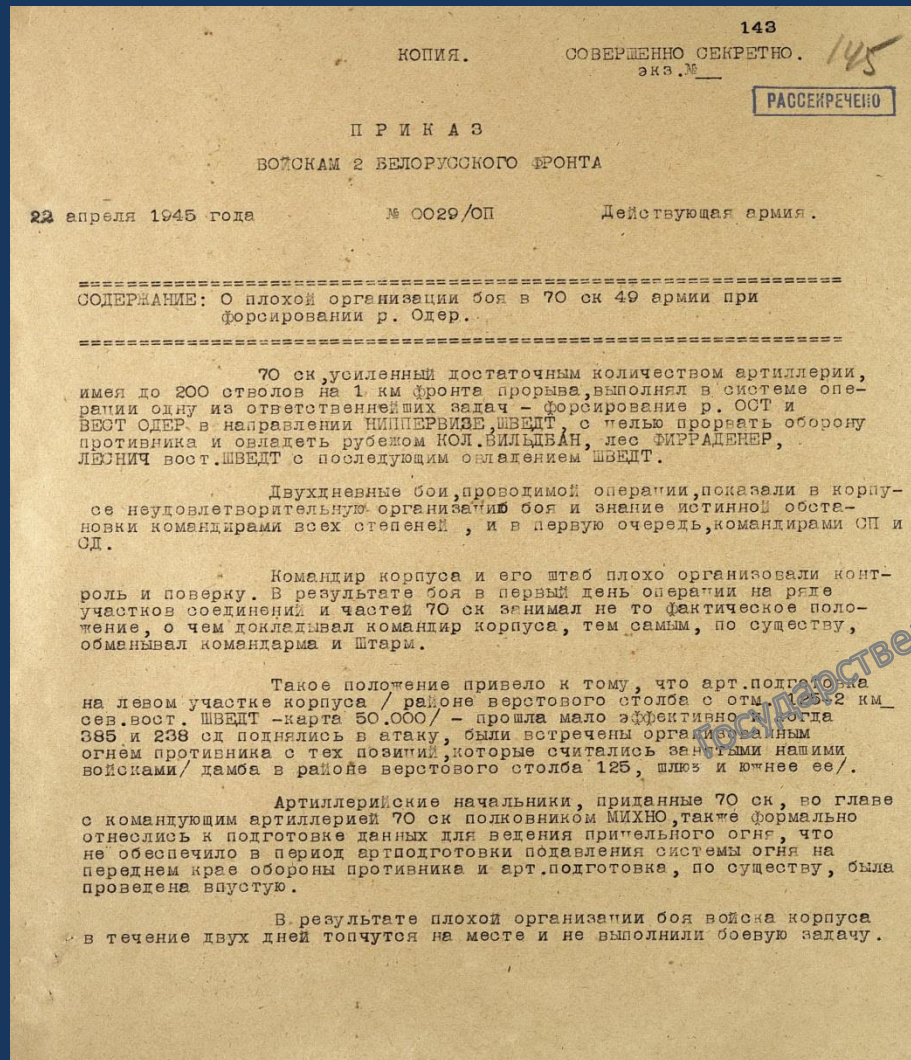 143
КОПИЯ. СОВЕРШЕННО СЕКРЕТНО. 145
экз.№__
РАССЕКРЕЧЕНО
П Р И К А З
ВОЙСКАМ 2 БЕЛОРУССКОГО ФРОНТА
22 апреля 1945 года № 0029/ОП Действующая армия.
СОДЕРЖАНИЕ: О плохой организации боя в 70 ск 49 армии при
форсировании р. Одер.
70 ск,усиленный достаточным количеством артиллерии,
имея до 200 стволов на 1 км фронта прорыва,выполнял в системе опе-
рации одну из ответственнейших задач - форсирование р. ОСТ и
ВЕСТ ОДЕР в направлении НИППЕРВИЗЕ,ШВЕДТ, с целью прорвать оборону
противника и овладеть рубежом КОЛ.ВИЛЬДБАН, лес ФИРРАДЕНЕР,
ЛЕСНИЧ вост.ШВЕДТ с последующим овладением ШВЕДТ.
Двухдневные бои,проводимой операции,показали в корпу-
се неудовлетворительную организацию боя и знание истинной обста-
новки командирами всех степеней , и в первую очередь,командирами СП и
СД.
Командир корпуса и его штаб плохо организовали конт-
роль и поверку. В результате боя в первый день операции на ряде
участков соединений и частей 70 ск занимал не то фактическое поло-
жение, о чем докладывал командир корпуса, тем самым, по существу,
обманывал командарма и Штарм.
Такое положение привело к тому, что арт.подготовка
на левом участке корпуса / районе верстового столба с отм. 125,2 км
сев.вост. ШВЕДТ -карта 50.000/ - прошла мало эффективно и когда
385 и 238 сд поднялись в атаку, были встречены организованным
огнем противника с тех позиций,которые считались занятыми нашими
войсками/ дамба в районе верстового столба 125, шлюз и южнее ее/.
Артиллерийские начальники, приданные 70 ск, во главе
с командующим артиллерией 70 ск полковником МИХНО,также формально
отнеслись к подготовке данных для ведения прицельного огня, что
не обеспечило в период артподготовки подавления системы огня на
переднем крае обороны противника и арт.подготовка, по существу, была
проведена впустую.
В результате плохой организации боя войска корпуса
в течение двух дней топчутся на месте и не выполнили боевую задачу.